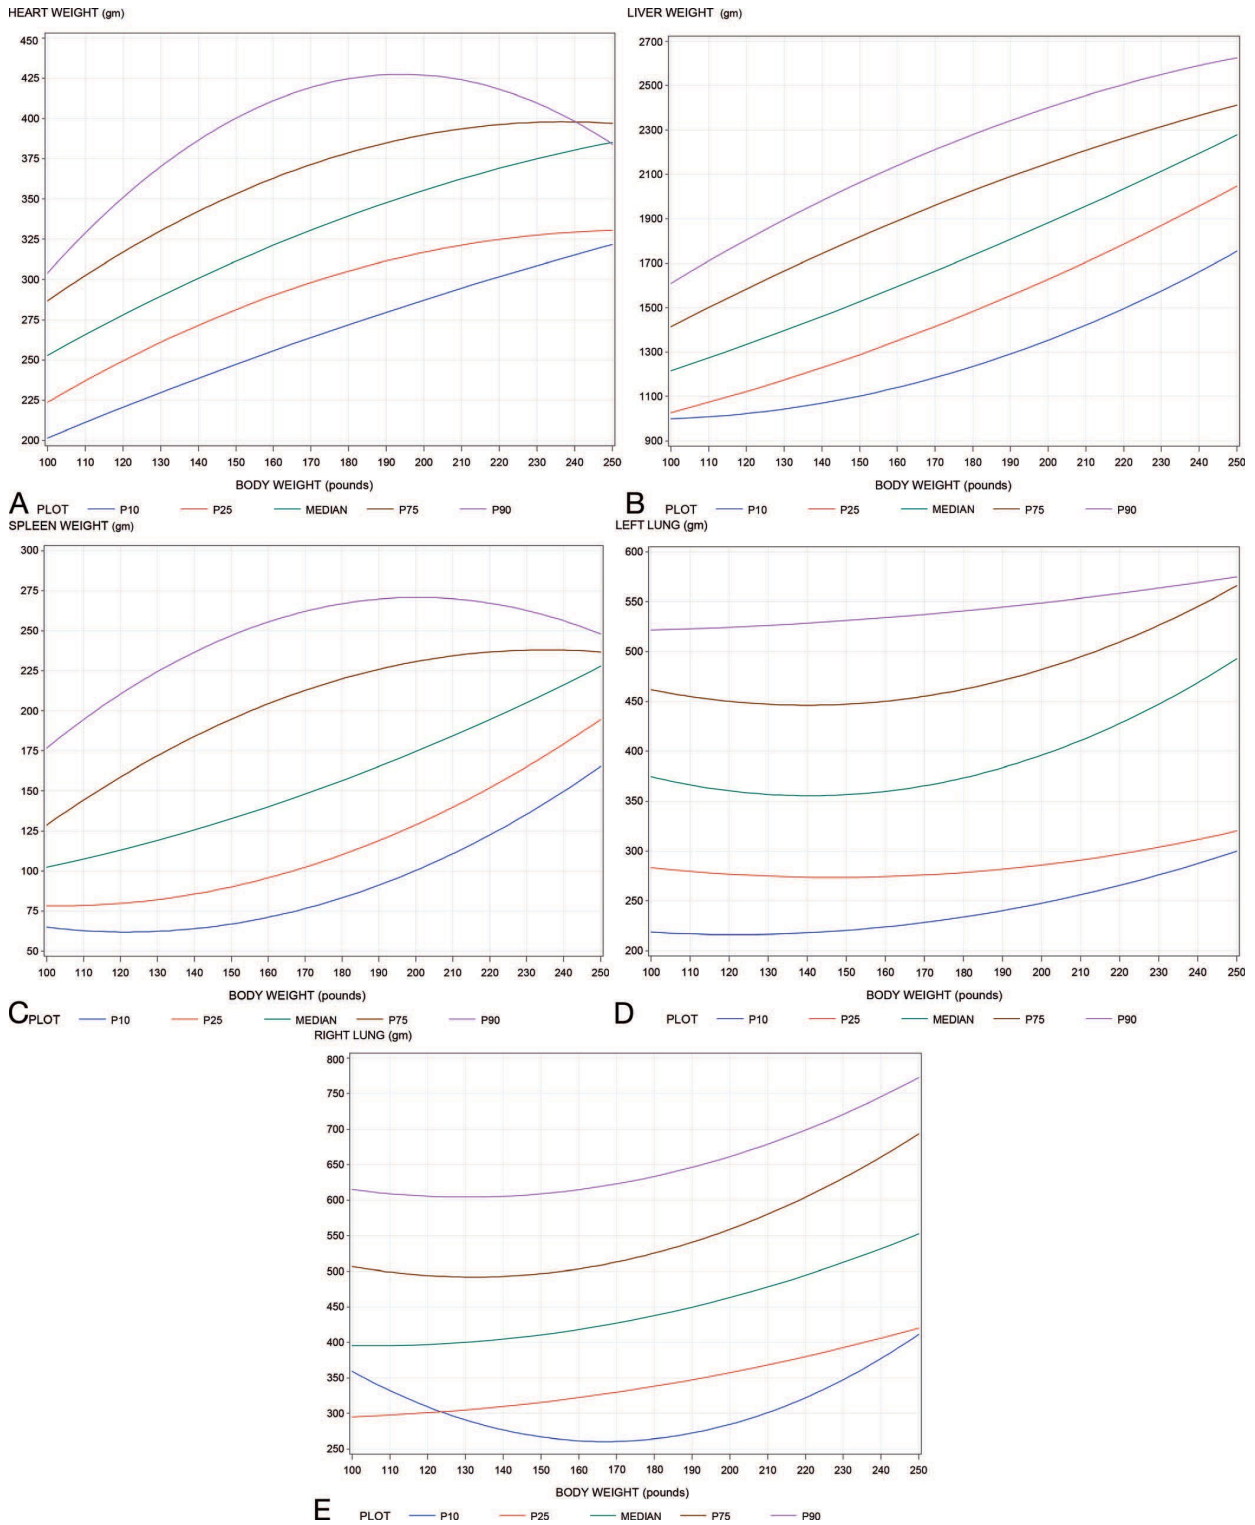 HEART WEIGHT (gm)
450
425
400
375
350
325
300
275
250
225
200
100 110 120 130 140 150 160 170 180 190 200 210 220 230 240 250
BODY WEIGHT (pounds)
A PLOT P10 P25 MEDIAN P75 P90
LIVER WEIGHT (gm)
2700
2500
2300
2100
1900
1700
1500
1300
1100
900
100 110 120 130 140 150 160 170 180 190 200 210 220 230 240 250
BODY WEIGHT (pounds)
B PLOT P10 P25 MEDIAN P75 P90
SPLEEN WEIGHT (gm)
300
275
250
225
200
175
150
125
100
75
50
100 110 120 130 140 150 160 170 180 190 200 210 220 230 240 250
BODY WEIGHT (pounds)
C PLOT P10 P25 MEDIAN P75 P90
LEFT LUNG (gm)
600
550
500
450
400
350
300
250
200
100 110 120 130 140 150 160 170 180 190 200 210 220 230 240 250
BODY WEIGHT (pounds)
D PLOT P10 P25 MEDIAN P75 P90
RIGHT LUNG (gm)
800
750
700
650
600
550
500
450
400
350
300
250
100 110 120 130 140 150 160 170 180 190 200 210 220 230 240 250
BODY WEIGHT (pounds)
E PLOT P10 P25 MEDIAN P75 P90